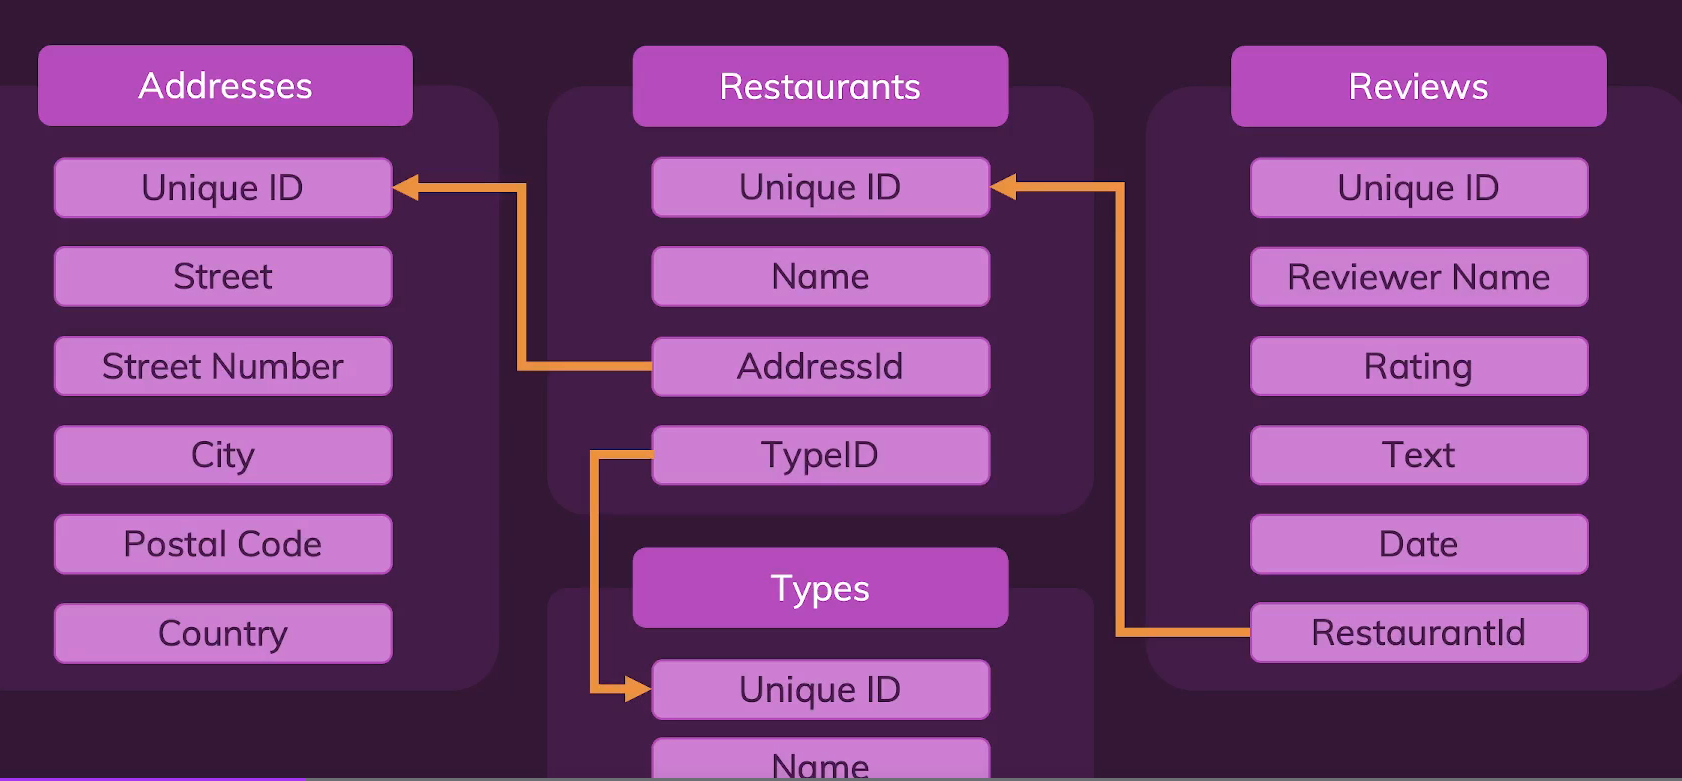 Addresses
Unique ID
Street
Street Number
City
Postal Code
Country
Restaurants
Unique ID
Name
AddressId
TypeID
Types
Unique ID
Name
Reviews
Unique ID
Reviewer Name
Rating
Text
Date
RestaurantId